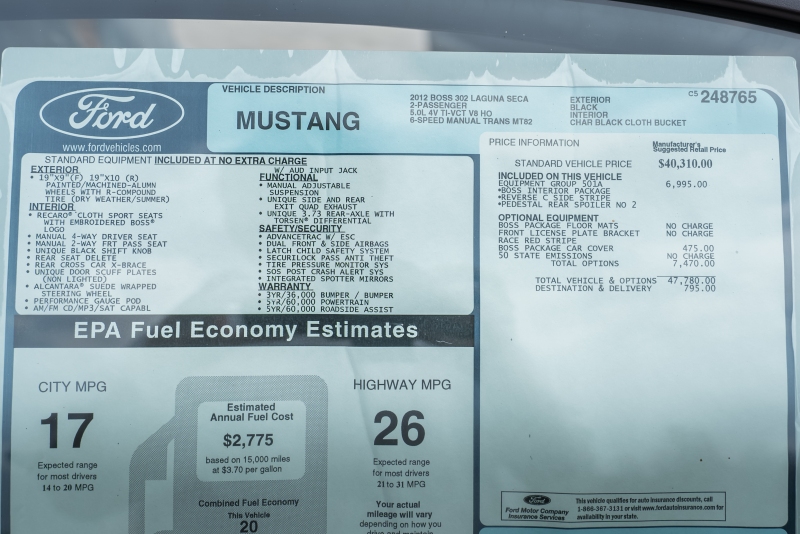 Ford
www.fordvehicles.com
VEHICLE DESCRIPTION
MUSTANG
2012 BOSS 302 LAGUNA SECA
2-PASSENGER
5.0L 4V TI-VCT V8 HO
6-SPEED MANUAL TRANS MT82
EXTERIOR
BLACK
INTERIOR
CHAR BLACK CLOTH BUCKET
C5 248765
STANDARD EQUIPMENT INCLUDED AT NO EXTRA CHARGE
EXTERIOR
• 19"X9"(F) 19"X10 (R)
PAINTED/MACHINED-ALUMN
WHEELS WITH R-COMPOUND
TIRE (DRY WEATHER/SUMMER)
INTERIOR
• RECARO® CLOTH SPORT SEATS
WITH EMBROIDERED BOSS
LOGO
• MANUAL 4-WAY DRIVER SEAT
• MANUAL 2-WAY FRT PASS SEAT
• UNIQUE BLACK SHIFT KNOB
• REAR SEAT DELETE
• REAR CROSS CAR X-BRACE
• UNIQUE DOOR SCUFF PLATES
(NON LIGHTED)
• ALCANTARA® SUEDE WRAPPED
STEERING WHEEL
• PERFORMANCE GAUGE POD
• AM/FM CD/MP3/SAT CAPABL
W/ AUD INPUT JACK
FUNCTIONAL
• MANUAL ADJUSTABLE
SUSPENSION
• UNIQUE SIDE AND REAR
EXIT QUAD EXHAUST
• UNIQUE 3.73 REAR-AXLE WITH
TORSEN® DIFFERENTIAL
SAFETY/SECURITY
• ADVANCETRAC W/ ESC
• DUAL FRONT & SIDE AIRBAGS
• LATCH CHILD SAFETY SYSTEM
• SECURILOCK PASS ANTI THEFT
• TIRE PRESSURE MONITOR SYS
• SOS POST CRASH ALERT SYS
• INTEGRATED SPOTTER MIRRORS
WARRANTY
• 3YR/36,000 BUMPER / BUMPER
• 5YR/60,000 POWERTRAIN
• 5YR/60,000 ROADSIDE ASSIST
PRICE INFORMATION
Manufacturer's
Suggested Retail Price
STANDARD VEHICLE PRICE $40,310.00
INCLUDED ON THIS VEHICLE
EQUIPMENT GROUP 501A 6,995.00
•BOSS INTERIOR PACKAGE
•REVERSE C SIDE STRIPE
•PEDESTAL REAR SPOILER NO 2
OPTIONAL EQUIPMENT
BOSS PACKAGE FLOOR MATS NO CHARGE
FRONT LICENSE PLATE BRACKET NO CHARGE
RACE RED STRIPE
BOSS PACKAGE CAR COVER 475.00
50 STATE EMISSIONS NO CHARGE
TOTAL OPTIONS 7,470.00
TOTAL VEHICLE & OPTIONS 47,780.00
DESTINATION & DELIVERY 795.00
EPA Fuel Economy Estimates
CITY MPG
17
Expected range
for most drivers
14 to 20 MPG
Estimated
Annual Fuel Cost
$2,775
based on 15,000 miles
at $3.70 per gallon
Combined Fuel Economy
This Vehicle
20
HIGHWAY MPG
26
Expected range
for most drivers
21 to 31 MPG
Your actual
mileage will vary
depending on how you
drive and maintain
Ford
Ford Motor Company
Insurance Services
This vehicle qualifies for auto insurance discounts, call
1-866-367-3131 or visit www.fordautoinsurance.com for
availability in your state.